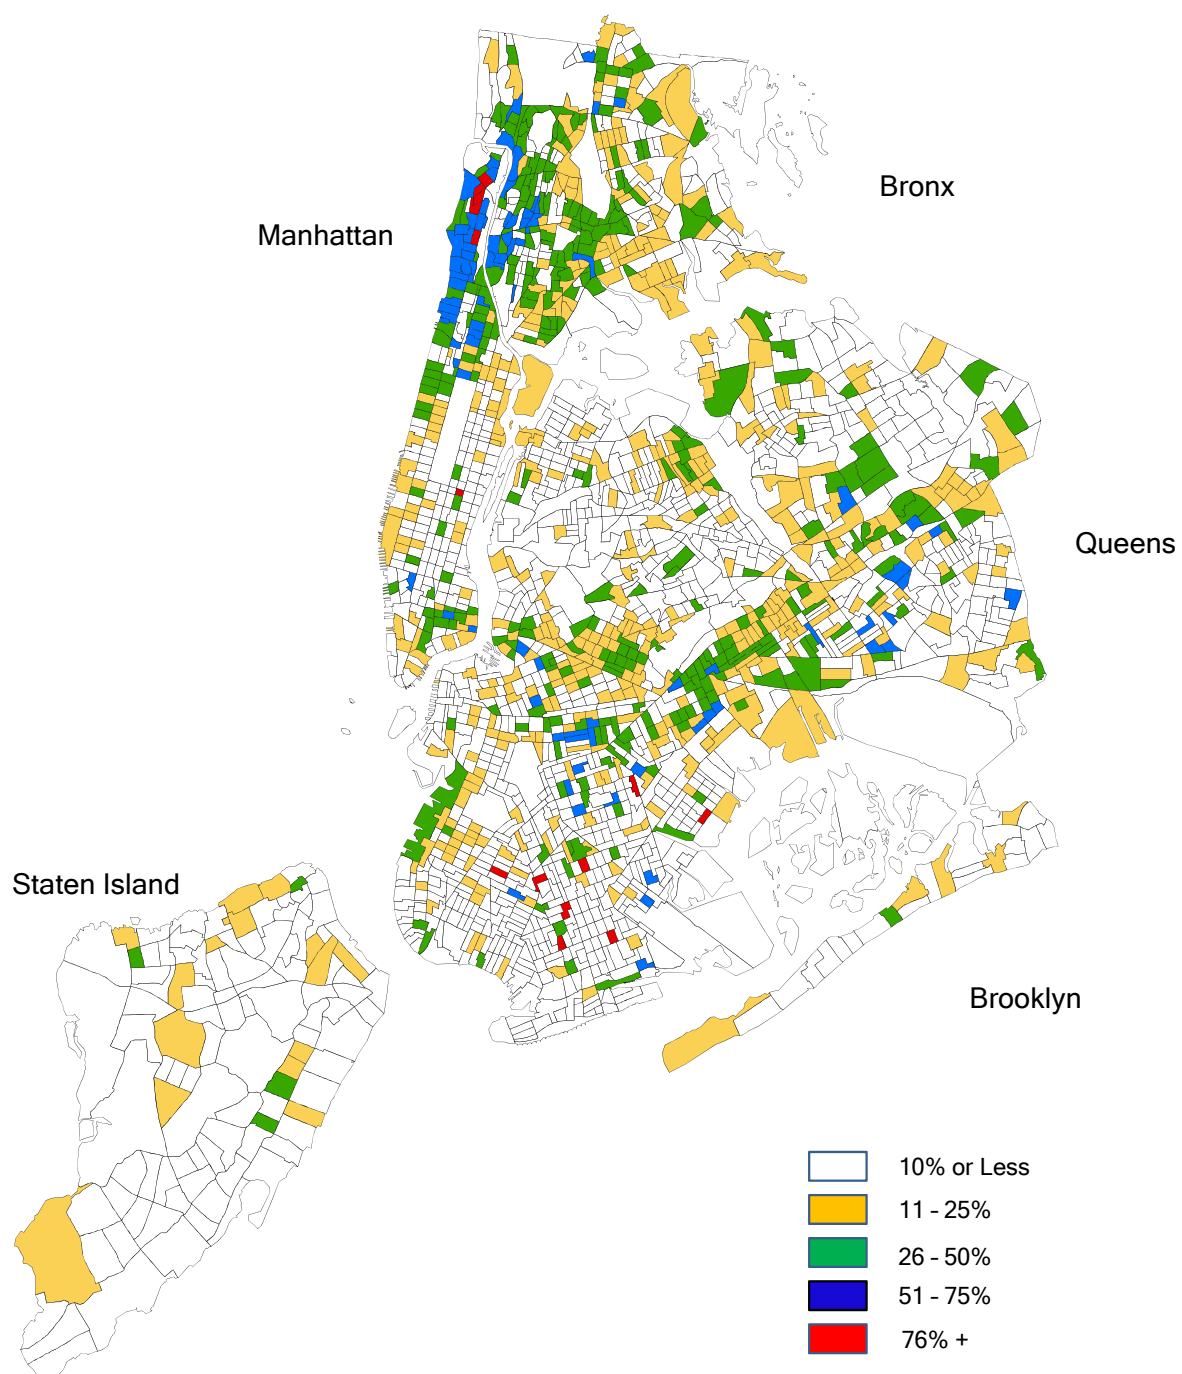 Bronx
Manhattan
Queens
Staten Island
Brooklyn
10% or Less
11 - 25%
26 - 50%
51 - 75%
76% +